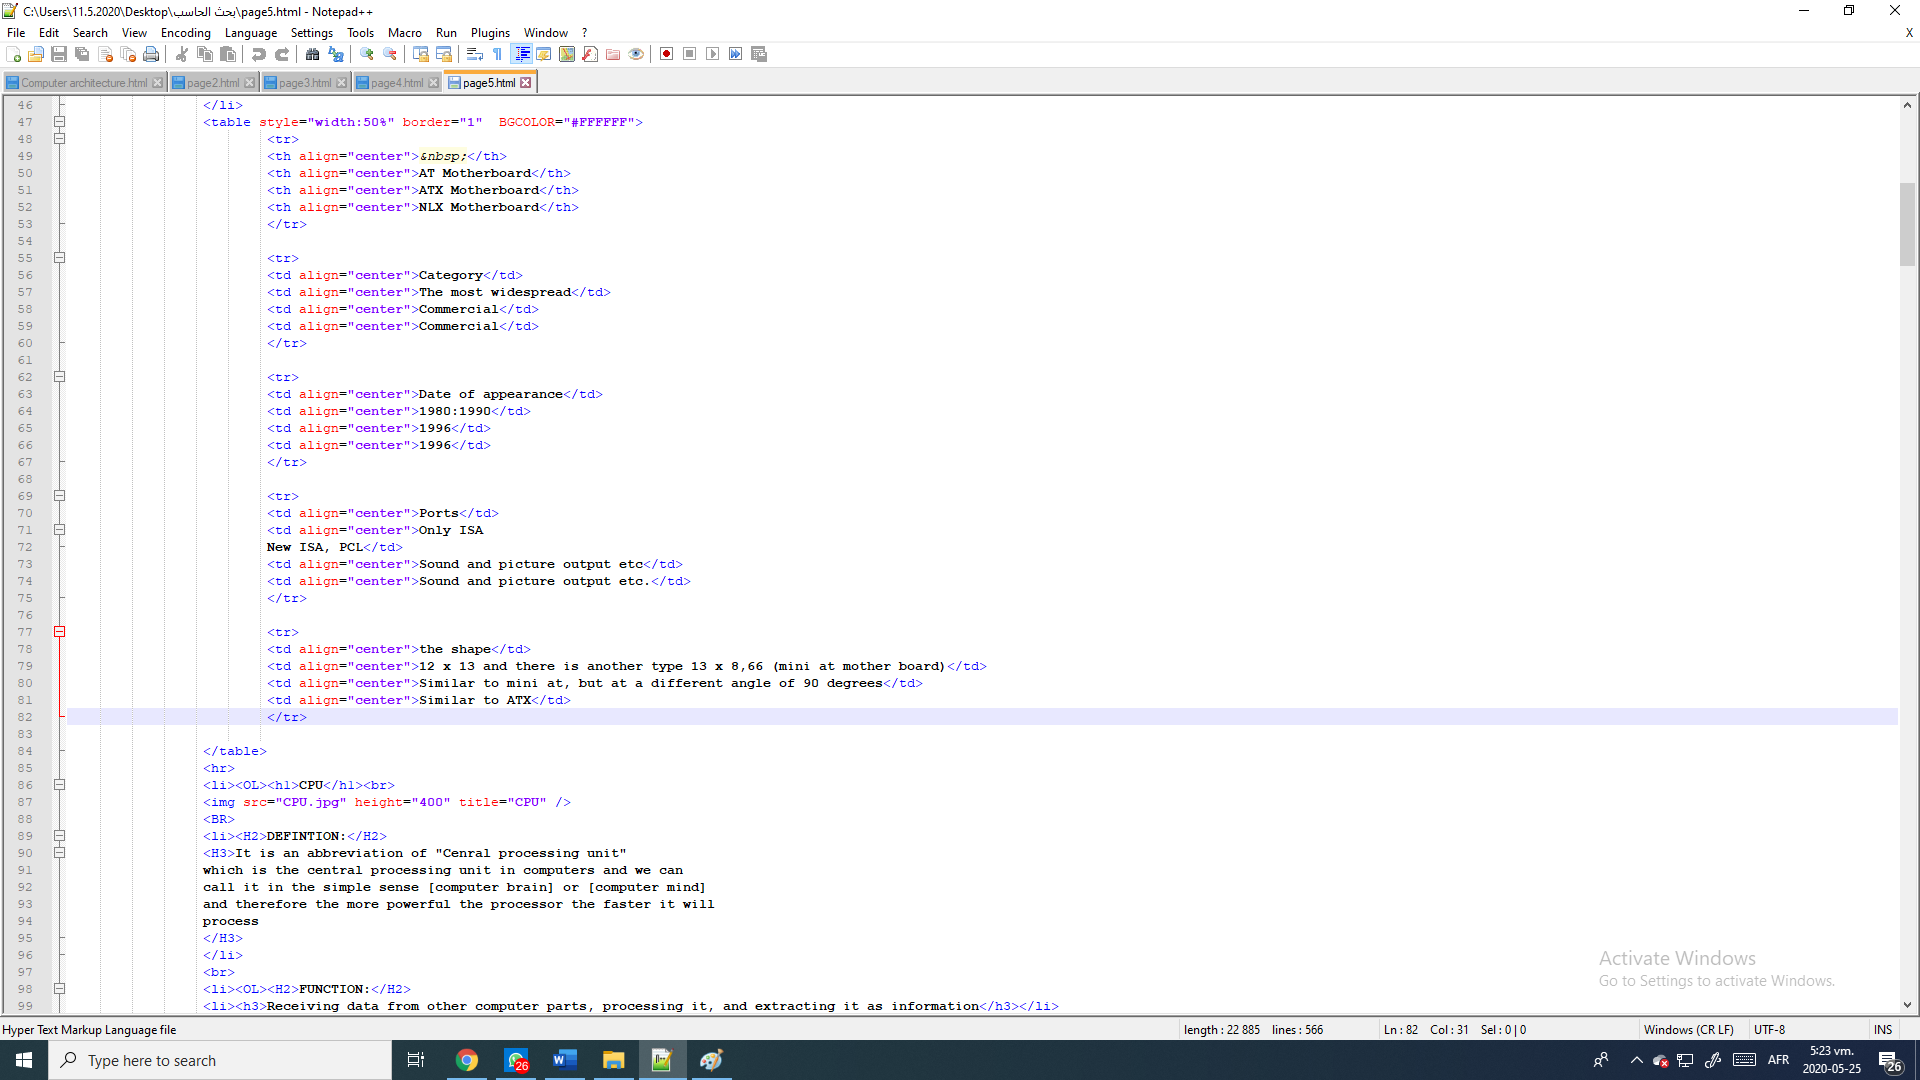 C:\Users\11.5.2020\Desktop\بحث الحاسب\page5.html - Notepad++
File Edit Search View Encoding Language Settings Tools Macro Run Plugins Window ? X
Computer architecture.html page2.html page3.html page4.html page5.html
46 </li>
47 <table style="width:50%" border="1"  BGCOLOR="#FFFFFF">
48 <tr>
49 <th align="center">&nbsp;</th>
50 <th align="center">AT Motherboard</th>
51 <th align="center">ATX Motherboard</th>
52 <th align="center">NLX Motherboard</th>
53 </tr>
54
55 <tr>
56 <td align="center">Category</td>
57 <td align="center">The most widespread</td>
58 <td align="center">Commercial</td>
59 <td align="center">Commercial</td>
60 </tr>
61
62 <tr>
63 <td align="center">Date of appearance</td>
64 <td align="center">1980:1990</td>
65 <td align="center">1996</td>
66 <td align="center">1996</td>
67 </tr>
68
69 <tr>
70 <td align="center">Ports</td>
71 <td align="center">Only ISA
72 New ISA, PCL</td>
73 <td align="center">Sound and picture output etc</td>
74 <td align="center">Sound and picture output etc.</td>
75 </tr>
76
77 <tr>
78 <td align="center">the shape</td>
79 <td align="center">12 x 13 and there is another type 13 x 8,66 (mini at mother board)</td>
80 <td align="center">Similar to mini at, but at a different angle of 90 degrees</td>
81 <td align="center">Similar to ATX</td>
82 </tr>
83
84 </table>
85 <hr>
86 <li><OL><h1>CPU</h1><br>
87 <img src="CPU.jpg" height="400" title="CPU" />
88 <BR>
89 <li><H2>DEFINTION:</H2>
90 <H3>It is an abbreviation of "Cenral processing unit"
91 which is the central processing unit in computers and we can
92 call it in the simple sense [computer brain] or [computer mind]
93 and therefore the more powerful the processor the faster it will
94 process
95 </H3>
96 </li>
97 <br>
98 <li><OL><H2>FUNCTION:</H2>
99 <li><h3>Receiving data from other computer parts, processing it, and extracting it as information</h3></li>
Activate Windows
Go to Settings to activate Windows.
Hyper Text Markup Language file length : 22 885 lines : 566 Ln : 82 Col : 31 Sel : 0 | 0 Windows (CR LF) UTF-8 INS
Type here to search 26 AFR 5:23 vm. 26
2020-05-25